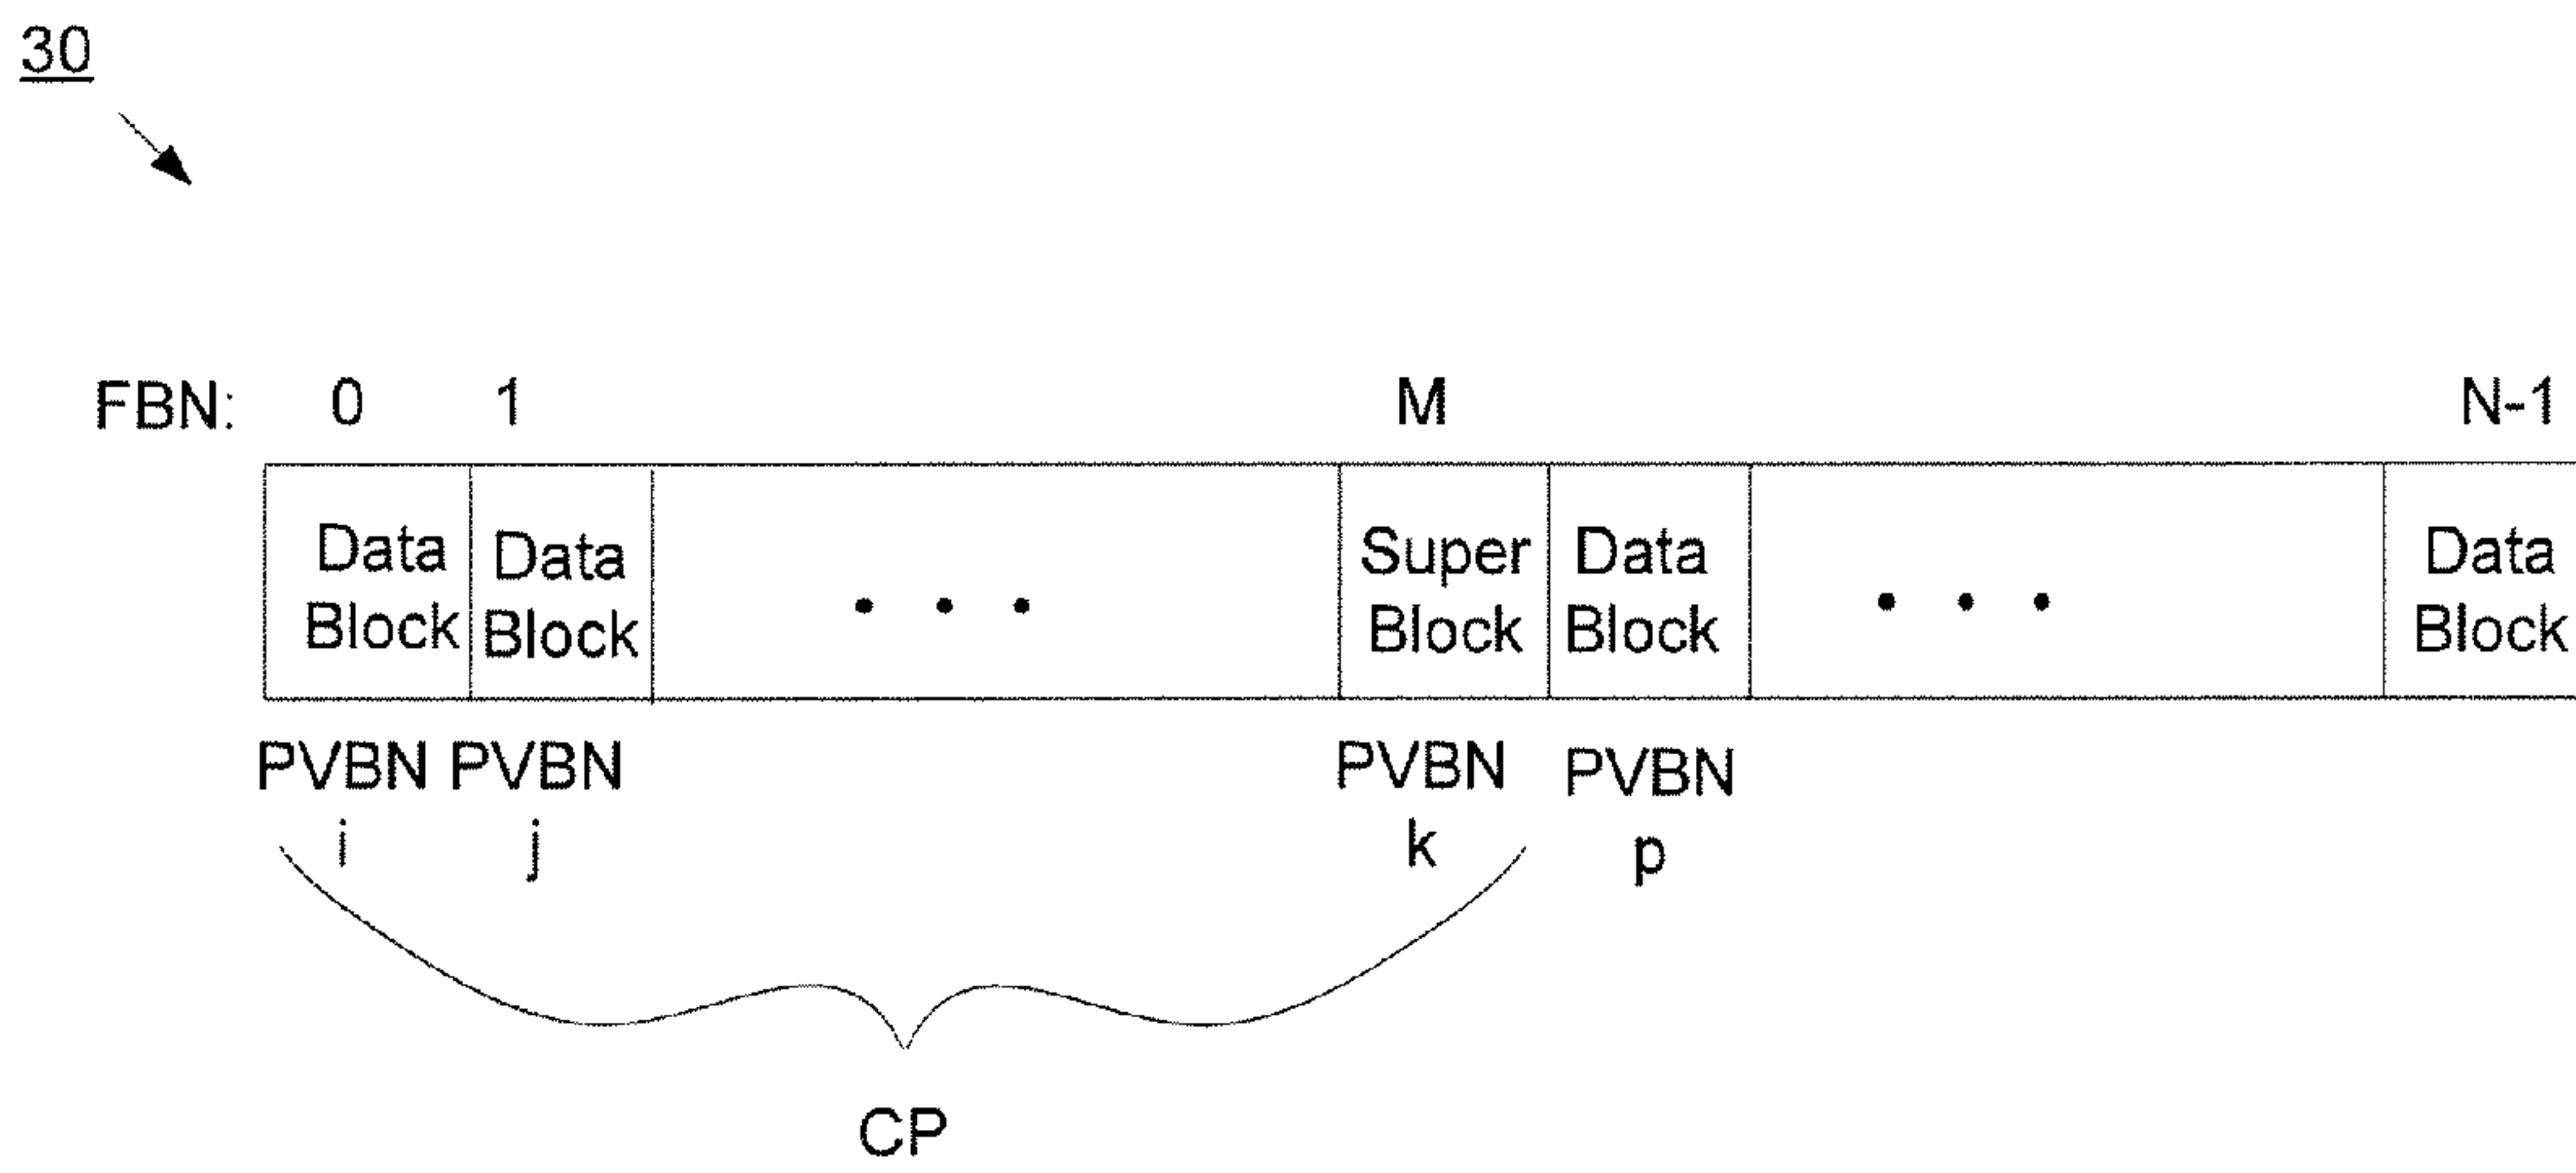 30
FBN: 0 1 M N-1
Data Block
Data Block
. . .
Super Block
Data Block
. . .
Data Block
PVBN i
PVBN j
PVBN k
PVBN p
CP